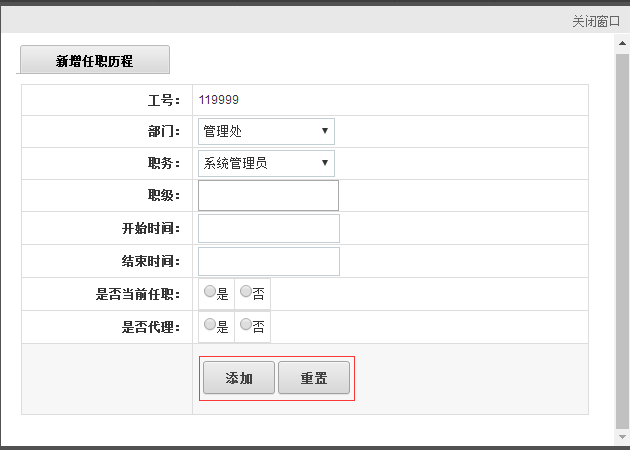 关闭窗口
新增任职历程
工号： 119999
部门： 管理处
职务： 系统管理员
职级：
开始时间：
结束时间：
是否当前任职： 是 否
是否代理： 是 否
添加 重置